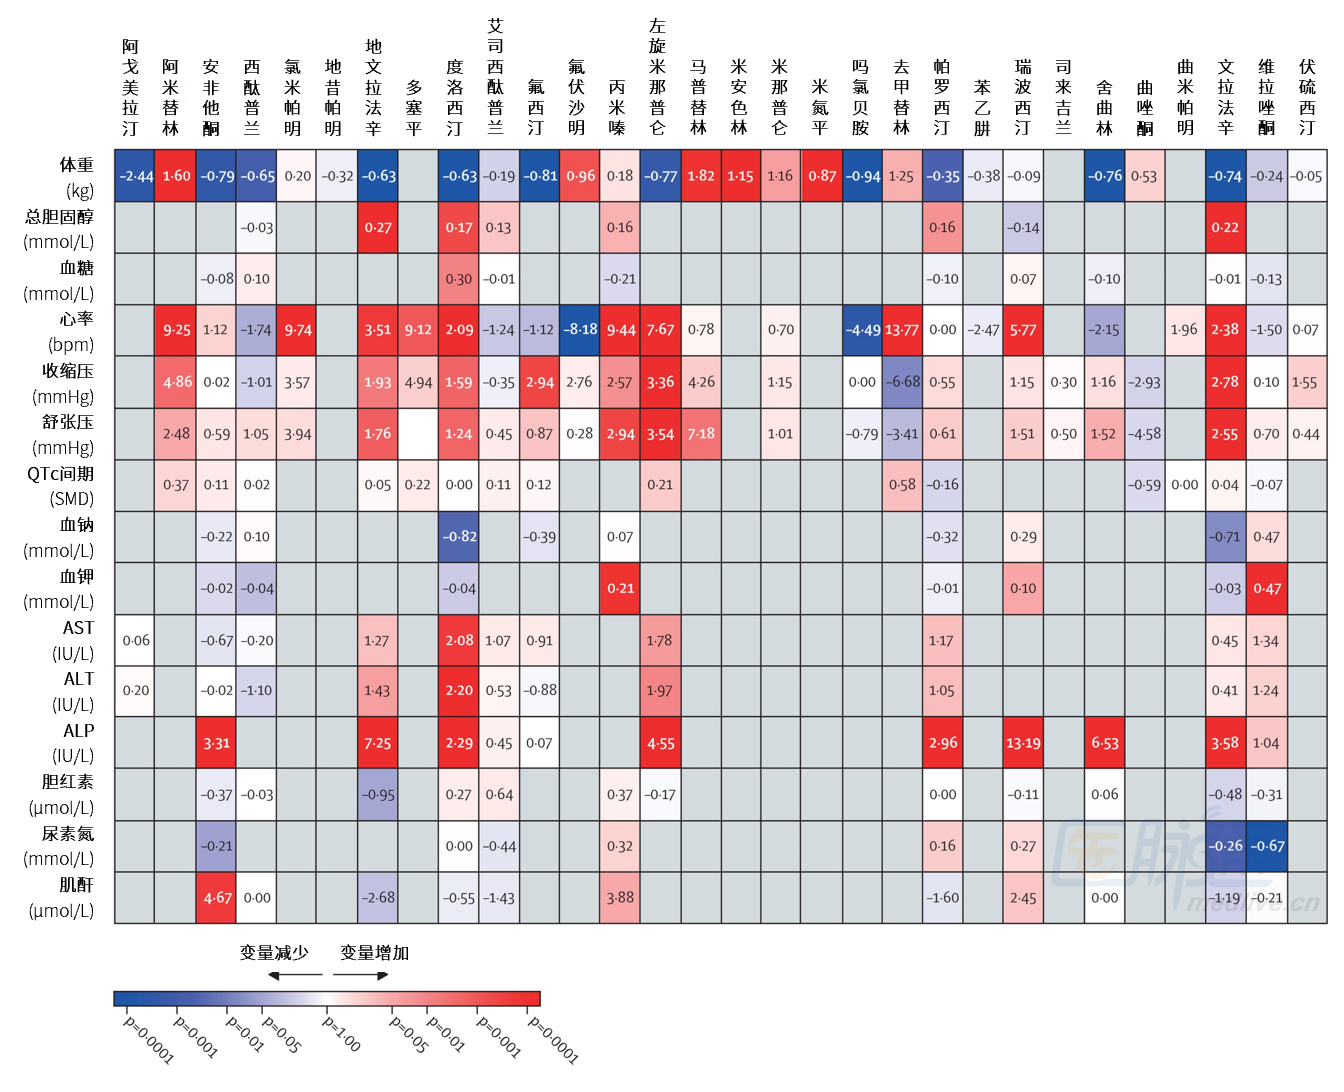 阿戈美拉汀
阿米替林
安非他酮
西酞普兰
氯米帕明
地昔帕明
地文拉法辛
多塞平
度洛西汀
艾司西酞普兰
氟西汀
氟伏沙明
丙米嗪
左旋米那普仑
马普替林
米安色林
米那普仑
米氮平
吗氯贝胺
去甲替林
帕罗西汀
苯乙肼
瑞波西汀
司来吉兰
舍曲林
曲唑酮
曲米帕明
文拉法辛
维拉唑酮
伏硫西汀
体重
(kg) −2·44 1·60 −0·79 −0·65 0·20 −0·32 −0·63 −0·63 −0·19 −0·81 0·96 0·18 −0·77 1·82 1·15 1·16 0·87 −0·94 1·25 −0·35 −0·38 −0·09 −0·76 0·53 −0·74 −0·24 −0·05
总胆固醇
(mmol/L) −0·03 0·27 0·17 0·13 0·16 0·16 −0·14 0·22
血糖
(mmol/L) −0·08 0·10 0·30 −0·01 −0·21 −0·10 0·07 −0·10 −0·01 −0·13
心率
(bpm) 9·25 1·12 −1·74 9·74 3·51 9·12 2·09 −1·24 −1·12 −8·18 9·44 7·67 0·78 0·70 −4·49 13·77 0·00 −2·47 5·77 −2·15 1·96 2·38 −1·50 0·07
收缩压
(mmHg) 4·86 0·02 −1·01 3·57 1·93 4·94 1·59 −0·35 2·94 2·76 2·57 3·36 4·26 1·15 0·00 −6·68 0·55 1·15 0·30 1·16 −2·93 2·78 0·10 1·55
舒张压
(mmHg) 2·48 0·59 1·05 3·94 1·76 1·24 0·45 0·87 0·28 2·94 3·54 7·18 1·01 −0·79 −3·41 0·61 1·51 0·50 1·52 −4·58 2·55 0·70 0·44
QTc间期
(SMD) 0·37 0·11 0·02 0·05 0·22 0·00 0·11 0·12 0·21 0·58 −0·16 −0·59 0·00 0·04 −0·07
血钠
(mmol/L) −0·22 0·10 −0·82 −0·39 0·07 −0·32 0·29 −0·71 0·47
血钾
(mmol/L) −0·02 −0·04 −0·04 0·21 −0·01 0·10 −0·03 0·47
AST
(IU/L) 0·06 −0·67 −0·20 1·27 2·08 1·07 0·91 1·78 1·17 0·45 1·34
ALT
(IU/L) 0·20 −0·02 −1·10 1·43 2·20 0·53 −0·88 1·97 1·05 0·41 1·24
ALP
(IU/L) 3·31 7·25 2·29 0·45 0·07 4·55 2·96 13·19 6·53 3·58 1·04
胆红素
(μmol/L) −0·37 −0·03 −0·95 0·27 0·64 0·37 −0·17 0·00 −0·11 0·06 −0·48 −0·31
尿素氮
(mmol/L) −0·21 0·00 −0·44 0·32 0·16 0·27 −0·26 −0·67
肌酐
(μmol/L) 4·67 0·00 −2·68 −0·55 −1·43 3·88 −1·60 2·45 0·00 −1·19 −0·21
medlive.cn
变量减少 变量增加
p=0·0001 p=0·001 p=0·01 p=0·05 p=1·00 p=0·05 p=0·01 p=0·001 p=0·0001